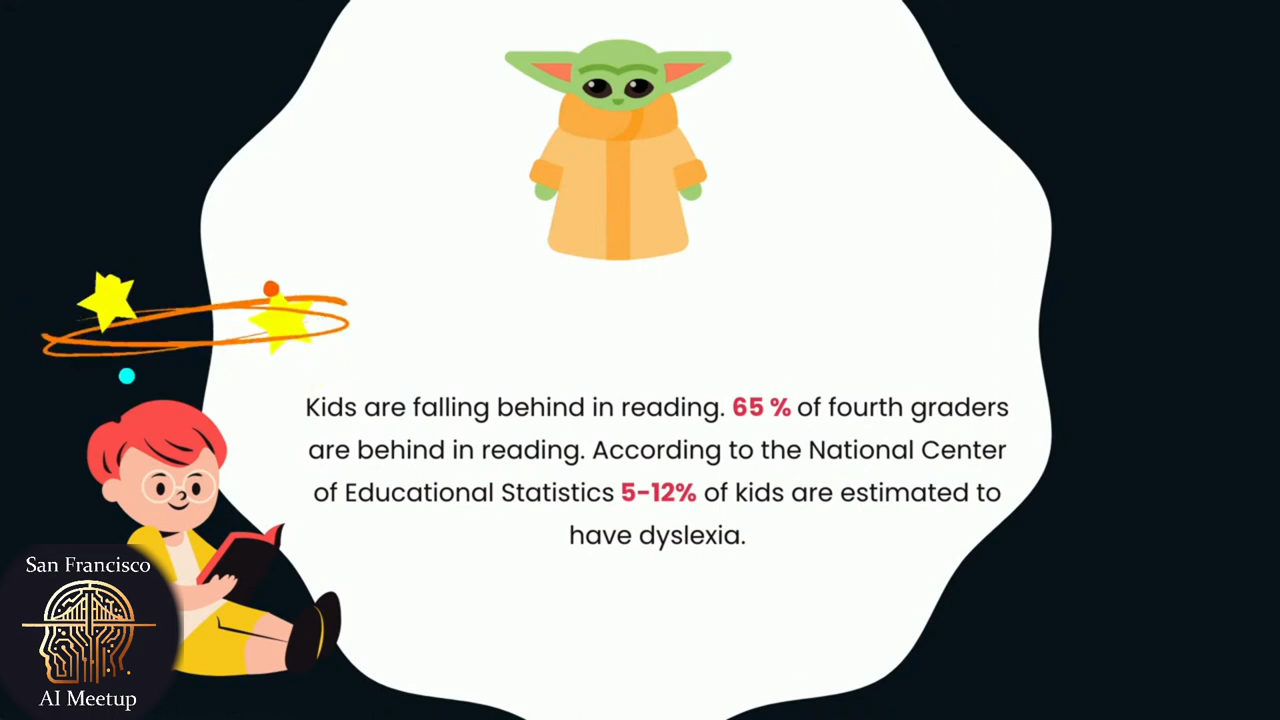 Kids are falling behind in reading. 65 % of fourth graders
are behind in reading. According to the National Center
of Educational Statistics 5-12% of kids are estimated to
have dyslexia.
San Francisco
AI Meetup